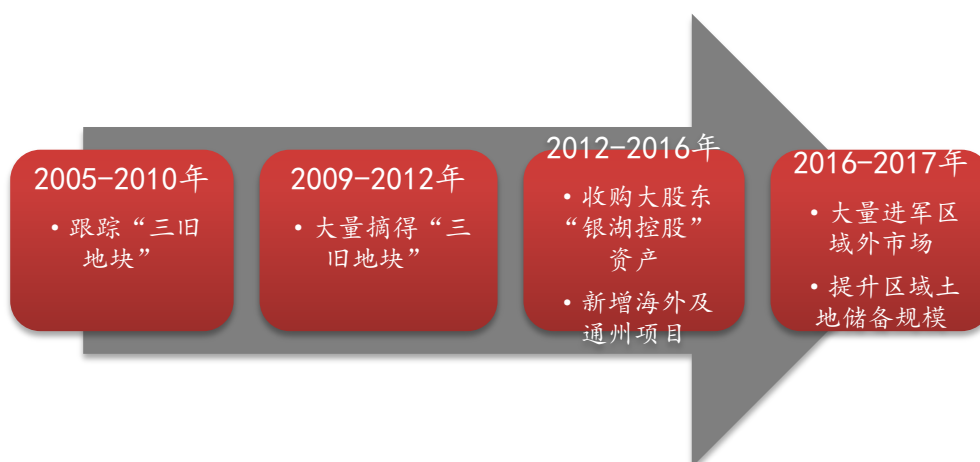 2005-2010年
•跟踪“三旧
地块”
2009-2012年
•大量摘得“三
旧地块”
2012-2016年
•收购大股东
“银湖控股”
资产
•新增海外及
通州项目
2016-2017年
•大量进军区
域外市场
•提升区域土
地储备规模